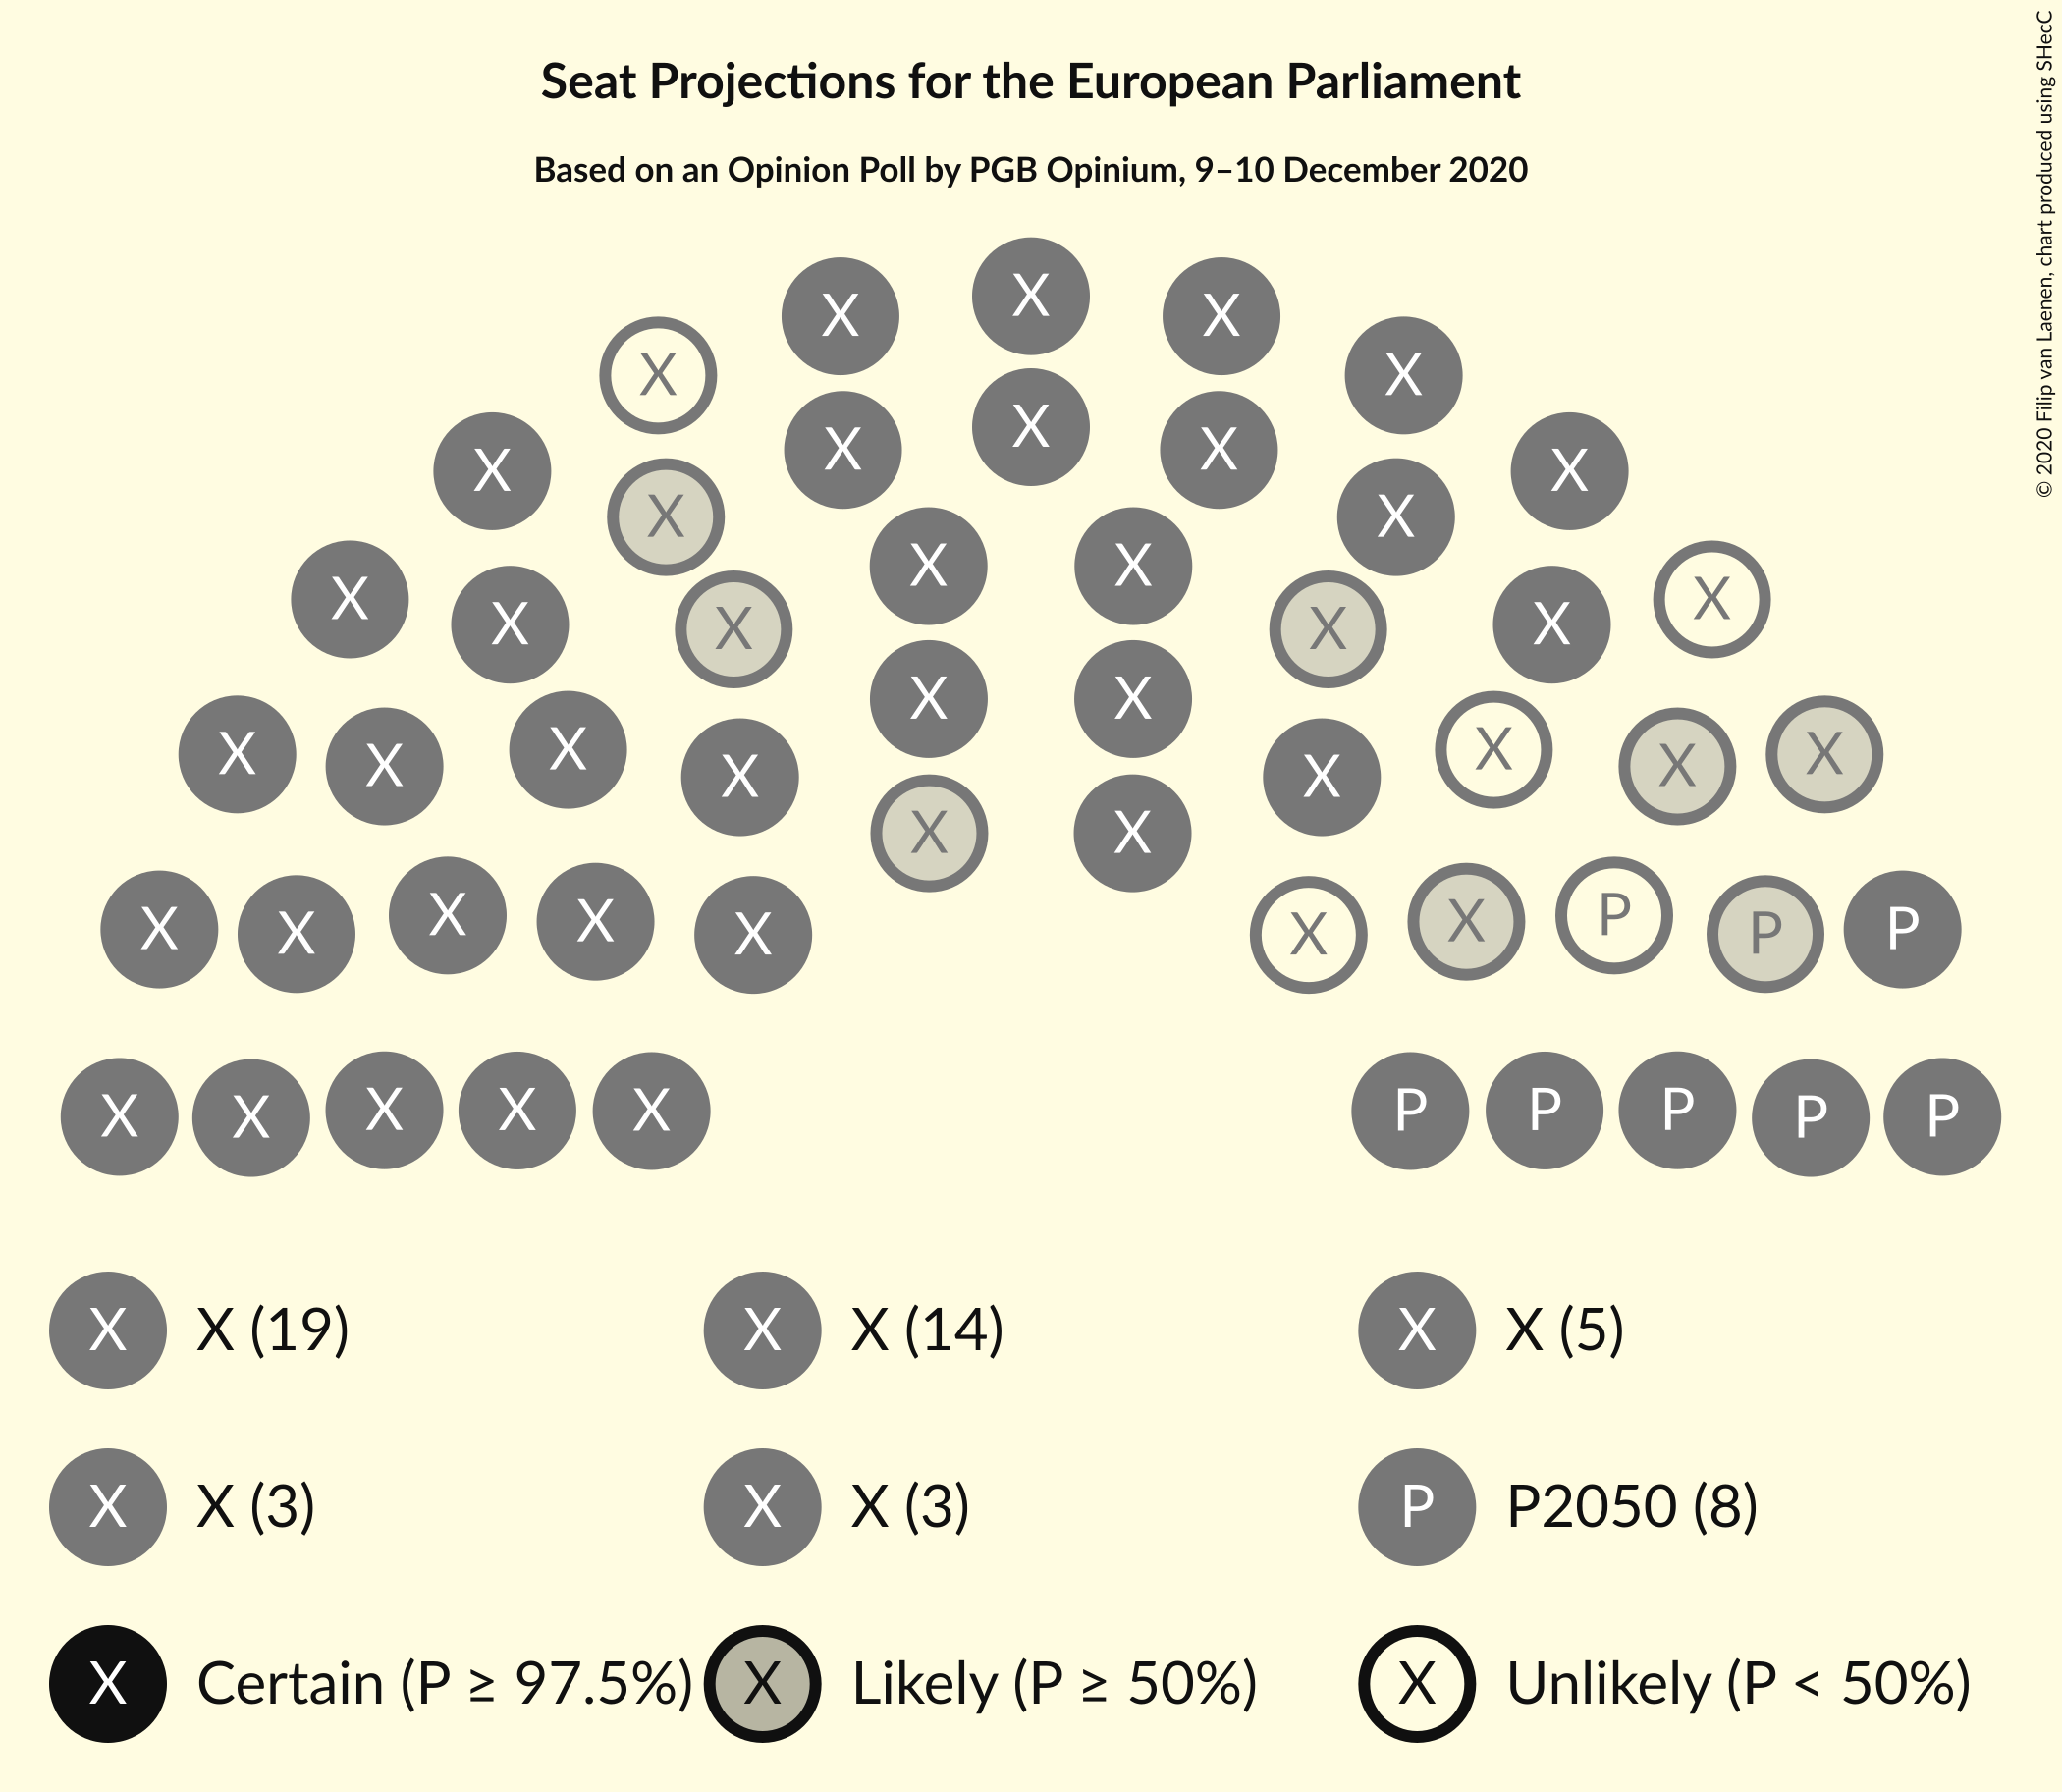 Seat Projections for the European Parliament
Based on an Opinion Poll by PGB Opinium, 9–10 December 2020
© 2020 Filip van Laenen, chart produced using SHecC
X X X
X X
X X X
X X
X X
X X
X X
X X X X
X X
X X X X X X X X
X X
X X X X X X X P P P
X X X X X P P P P P
X X (19) X X (14) X X (5)
X X (3) X X (3) P P2050 (8)
X Certain (P ≥ 97.5%) X Likely (P ≥ 50%) X Unlikely (P < 50%)